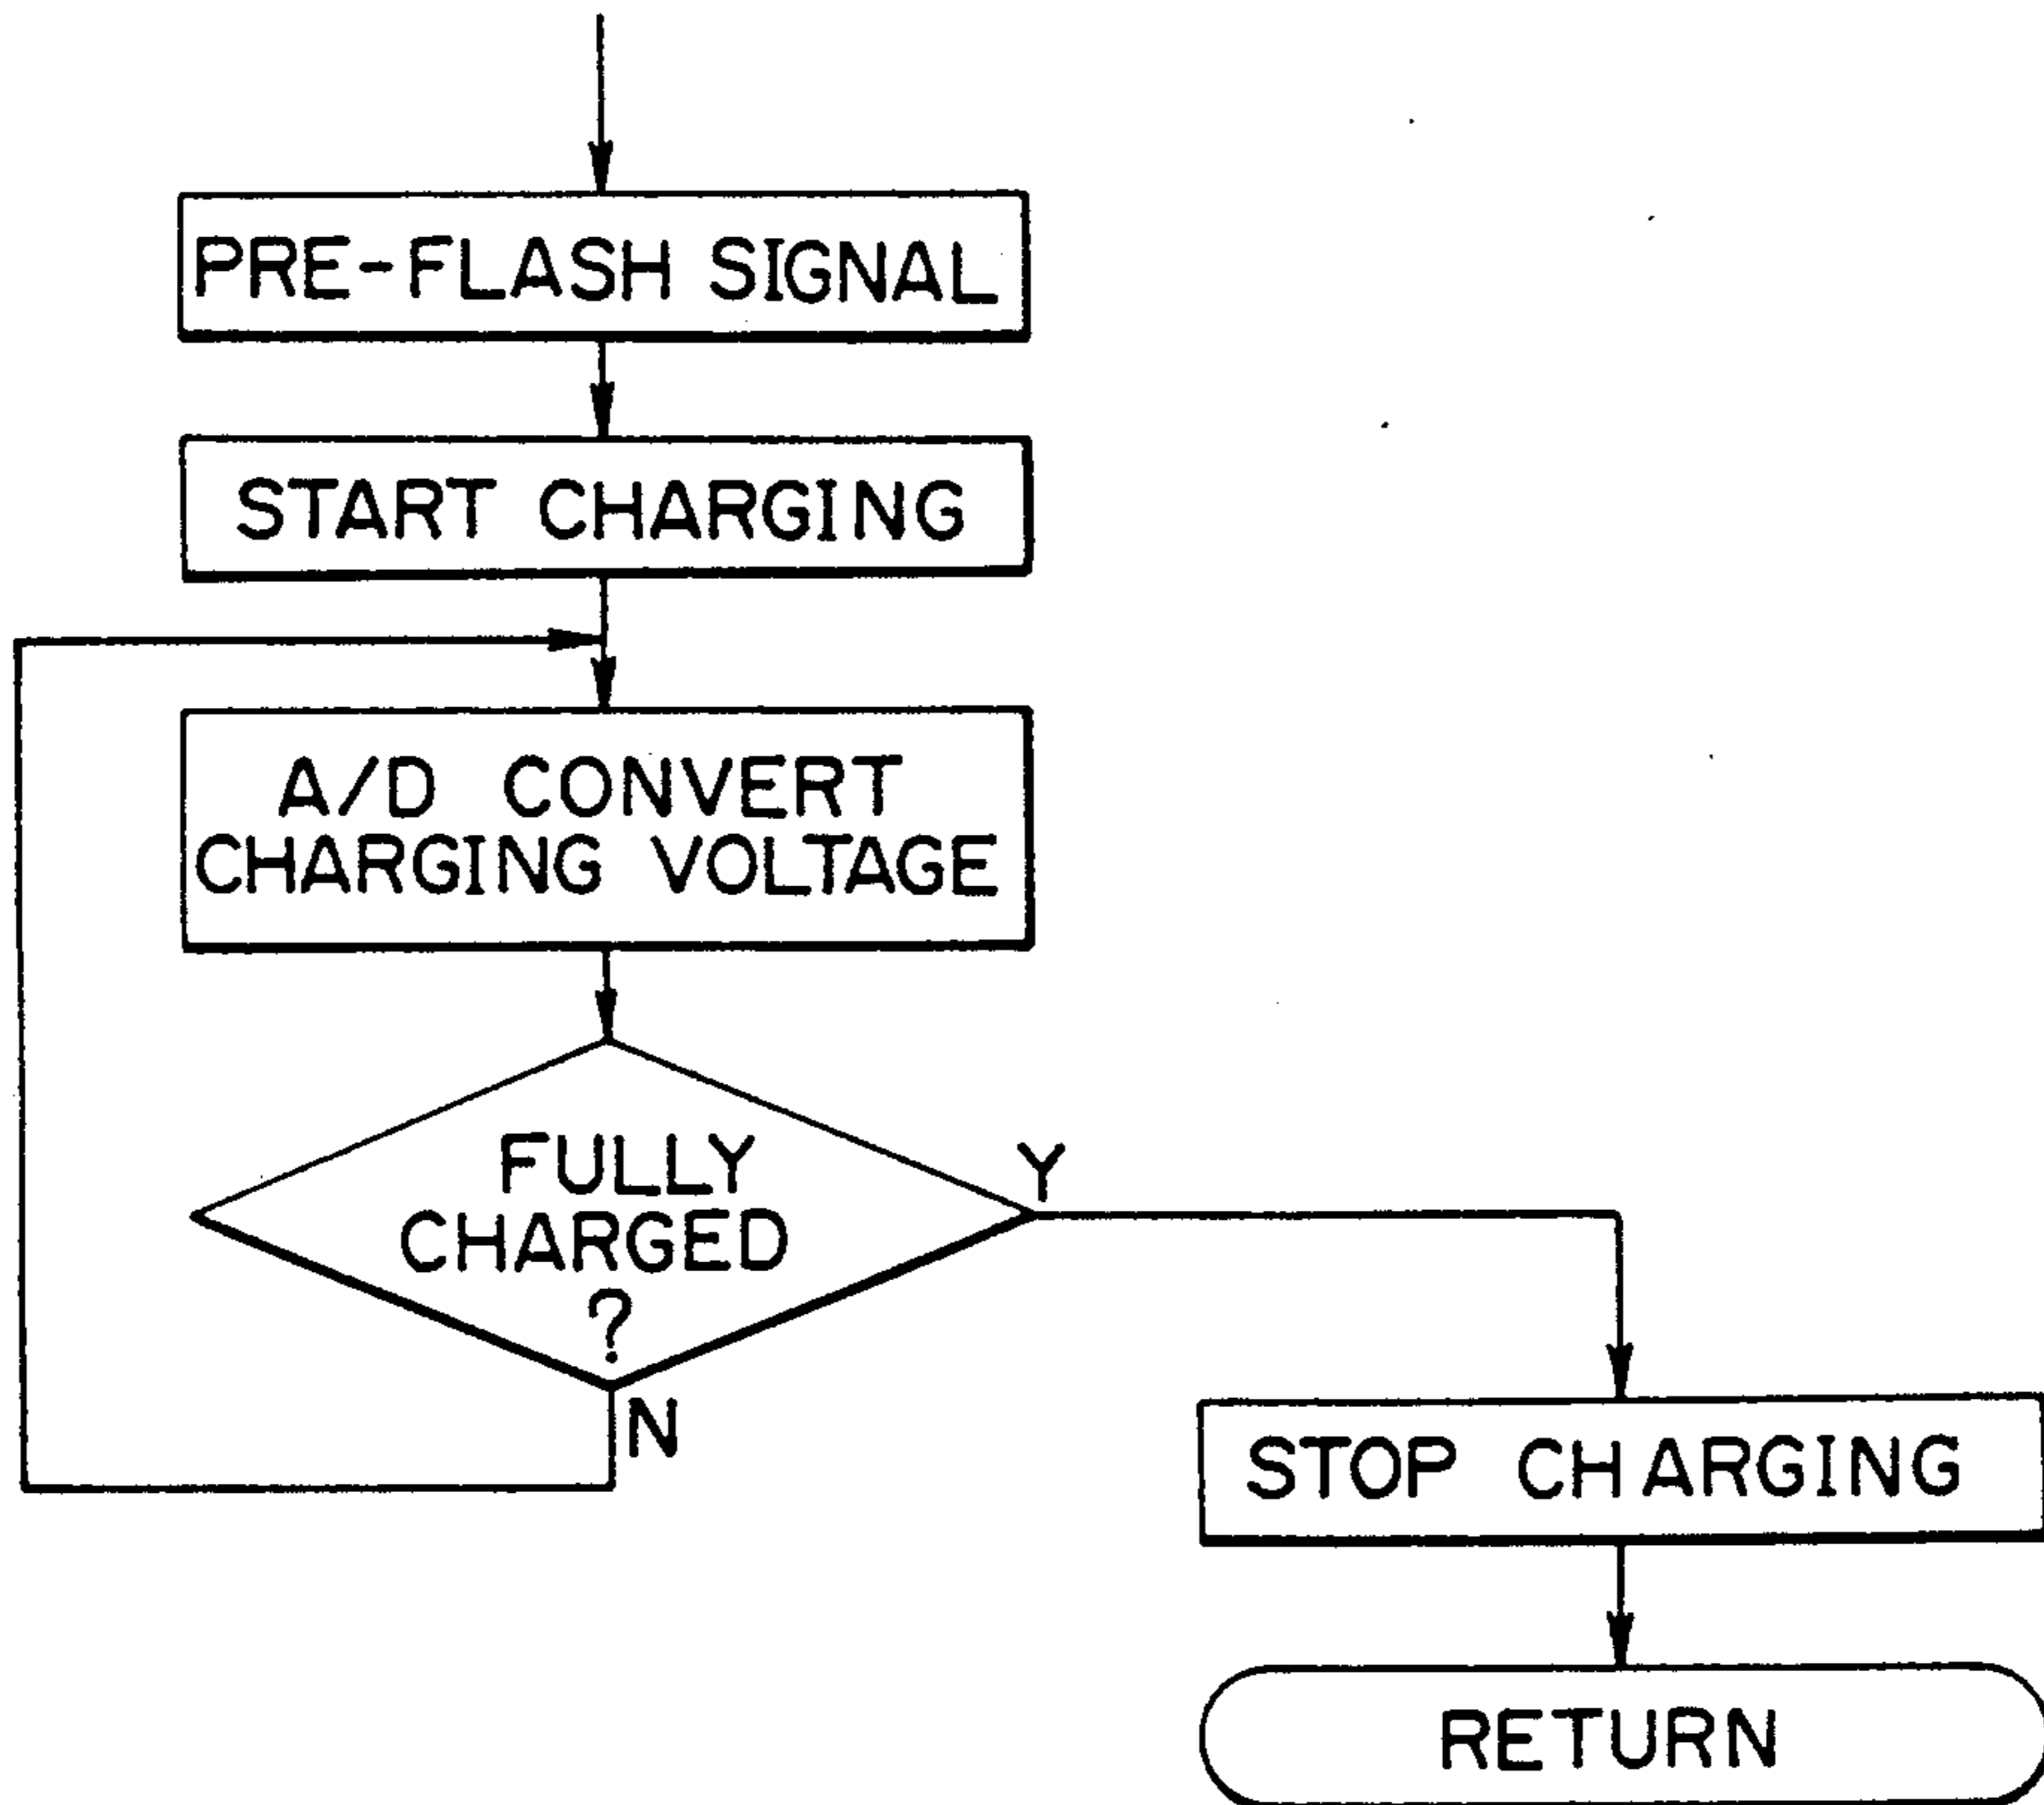 PRE-FLASH SIGNAL
START CHARGING
A/D CONVERT
CHARGING VOLTAGE
FULLY
CHARGED
?
Y
N
STOP CHARGING
RETURN